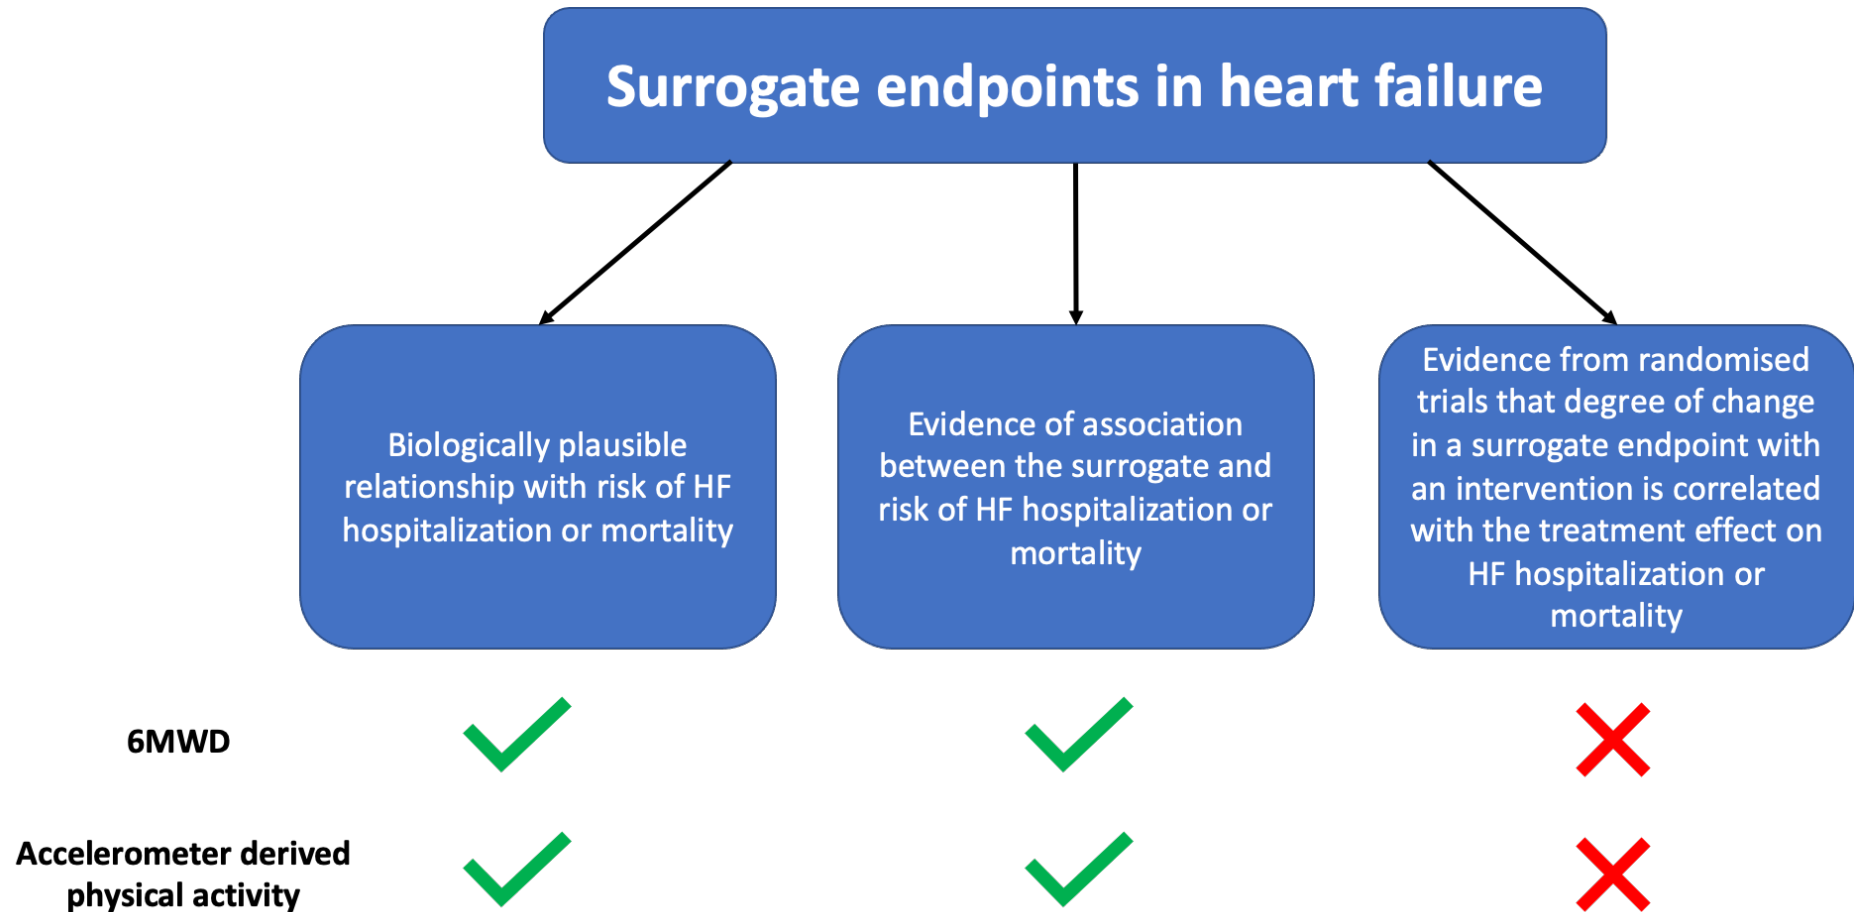 Surrogate endpoints in heart failure
Biologically plausible
relationship with risk of HF
hospitalization or mortality
Evidence of association
between the surrogate and
risk of HF hospitalization or
mortality
Evidence from randomised
trials that degree of change
in a surrogate endpoint with
an intervention is correlated
with the treatment effect on
HF hospitalization or
mortality
6MWD
Accelerometer derived
physical activity